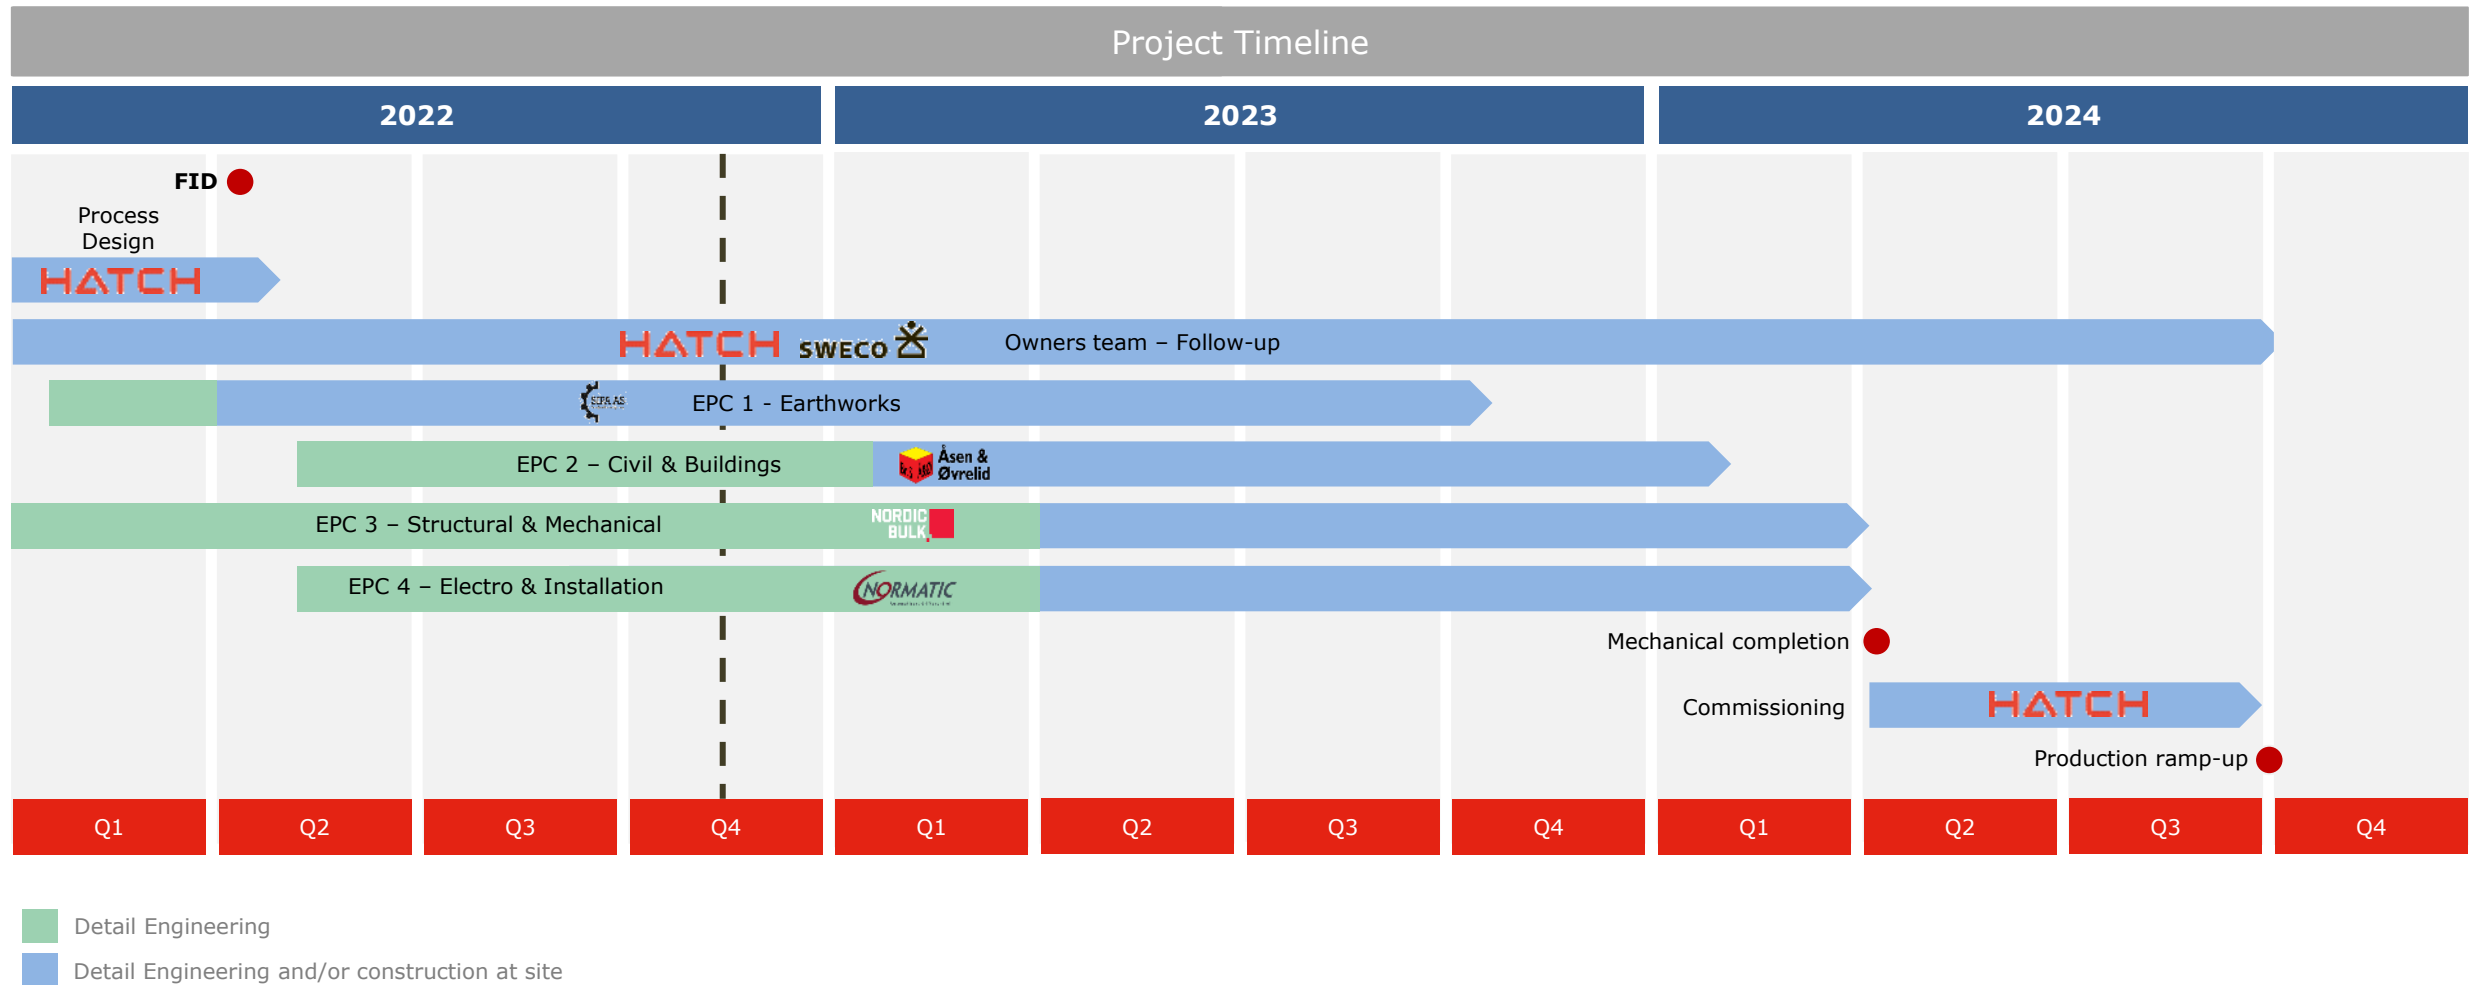 Project Timeline
2022
2023
2024
FID
Process
Design
HATCH
HATCH
SWECO
Owners team – Follow-up
EPC 1 - Earthworks
EPC 2 – Civil & Buildings
Åsen &
Øvrelid
EPC 3 – Structural & Mechanical
NORDIC
BULK
EPC 4 – Electro & Installation
NORMATIC
Mechanical completion
Commissioning
HATCH
Production ramp-up
Q1
Q2
Q3
Q4
Q1
Q2
Q3
Q4
Q1
Q2
Q3
Q4
Detail Engineering
Detail Engineering and/or construction at site